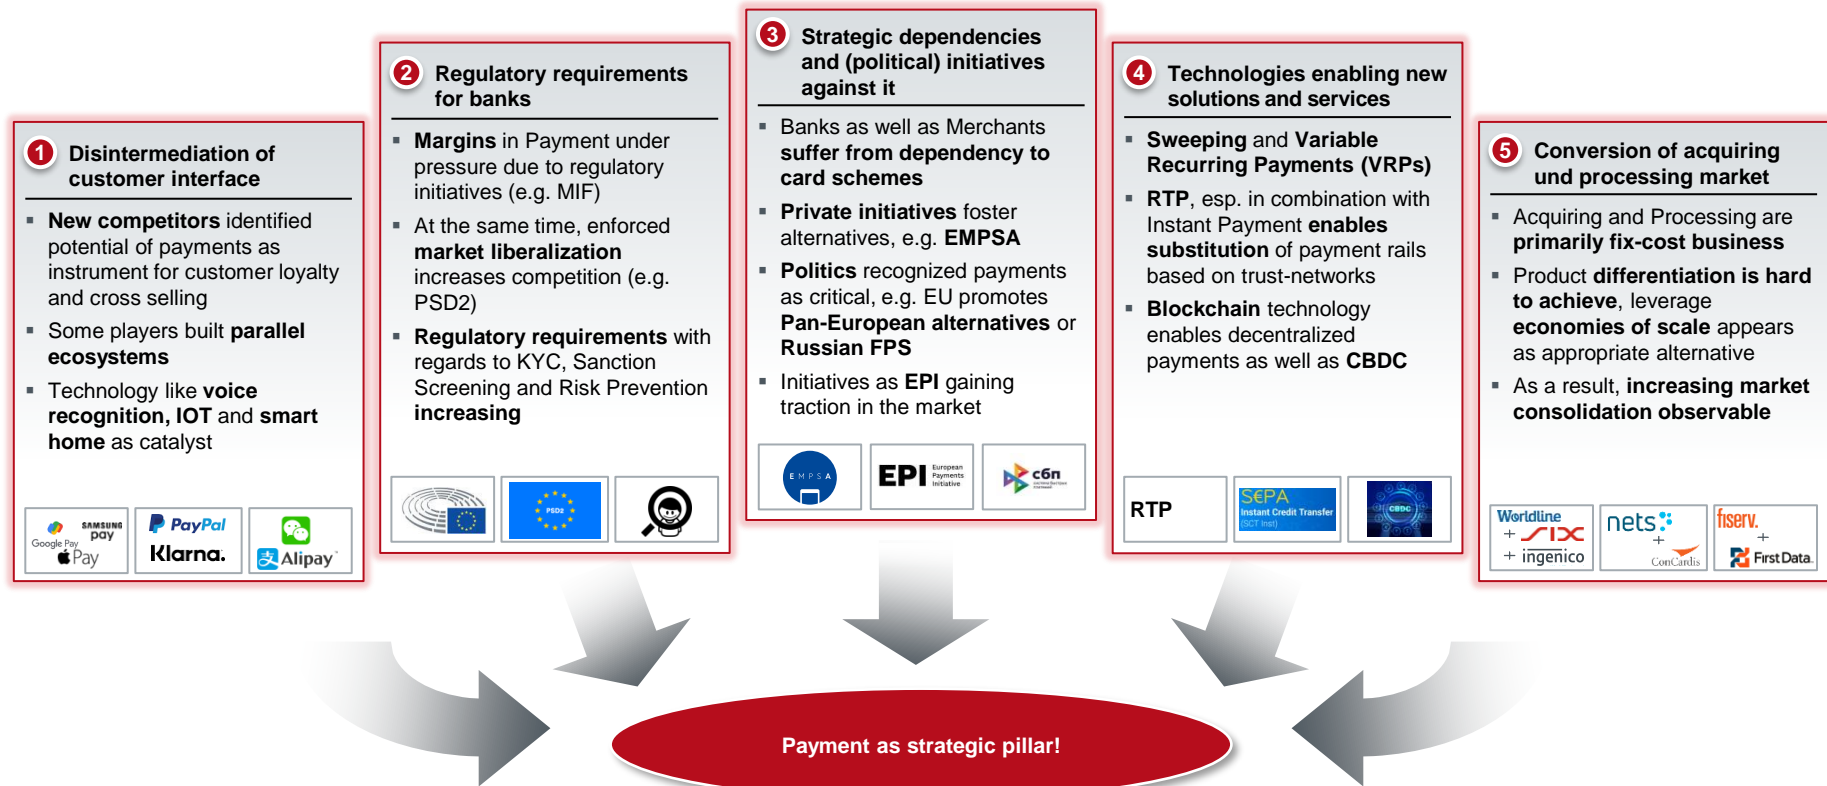 1
Disintermediation of
customer interface
New competitors identified
potential of payments as
instrument for customer loyalty
and cross selling
Some players built parallel
ecosystems
Technology like voice
recognition, IOT and smart
home as catalyst
Google Pay
SAMSUNG
pay
Pay
PayPal
Klarna.
Alipay
2
Regulatory requirements
for banks
Margins in Payment under
pressure due to regulatory
initiatives (e.g. MIF)
At the same time, enforced
market liberalization
increases competition (e.g.
PSD2)
Regulatory requirements with
regards to KYC, Sanction
Screening and Risk Prevention
increasing
PSD2
3
Strategic dependencies
and (political) initiatives
against it
Banks as well as Merchants
suffer from dependency to
card schemes
Private initiatives foster
alternatives, e.g. EMPSA
Politics recognized payments
as critical, e.g. EU promotes
Pan-European alternatives or
Russian FPS
Initiatives as EPI gaining
traction in the market
EMPSA
EPI
European
Payments
Initiative
сбп
4
Technologies enabling new
solutions and services
Sweeping and Variable
Recurring Payments (VRPs)
RTP, esp. in combination with
Instant Payment enables
substitution of payment rails
based on trust-networks
Blockchain technology
enables decentralized
payments as well as CBDC
RTP
S€PA
Instant Credit Transfer
(SCT Inst)
CBDC
5
Conversion of acquiring
und processing market
Acquiring and Processing are
primarily fix-cost business
Product differentiation is hard
to achieve, leverage
economies of scale appears
as appropriate alternative
As a result, increasing market
consolidation observable
Worldline
+ SIX
+ ingenico
nets
+
ConCardis
fiserv.
+
First Data.
Payment as strategic pillar!